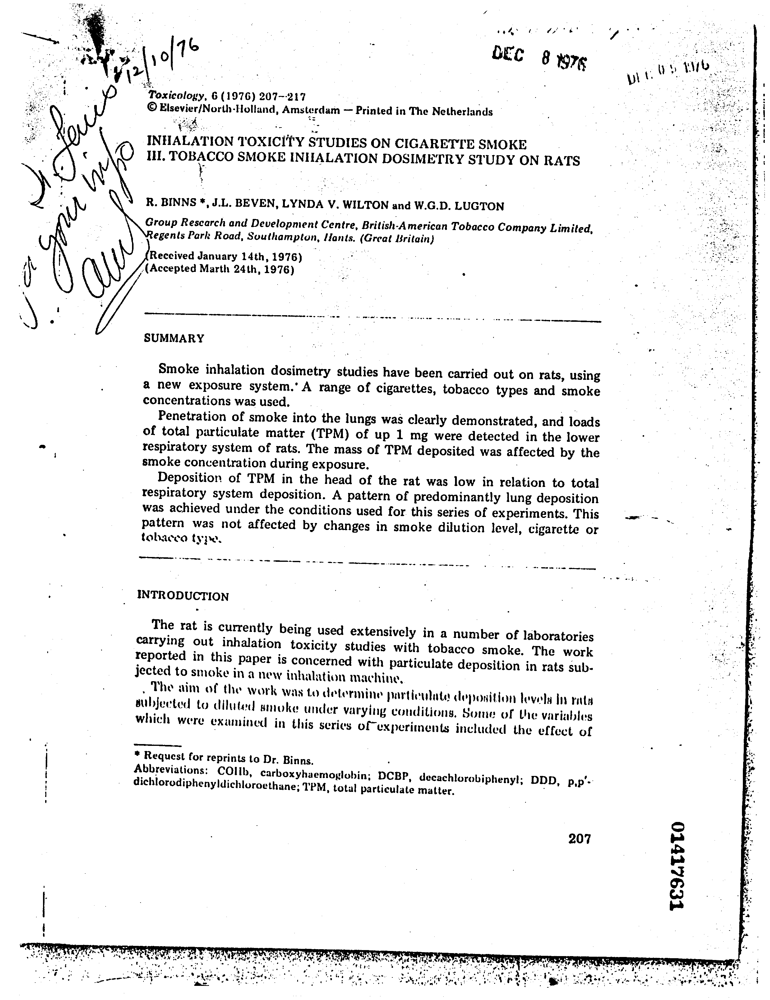 12/10/76
DEC 8 1976
your info
Toxicology, 6 (1976) 207--217
© Elsevier/North-Holland, Amsterdam — Printed in The Netherlands
INHALATION TOXICITY STUDIES ON CIGARETTE SMOKE
III. TOBACCO SMOKE INHALATION DOSIMETRY STUDY ON RATS
R. BINNS *, J.L. BEVEN, LYNDA V. WILTON and W.G.D. LUGTON
Group Research and Development Centre, British-American Tobacco Company Limited,
Regents Park Road, Southampton, Hants. (Great Britain)
(Received January 14th, 1976)
(Accepted March 24th, 1976)
SUMMARY
Smoke inhalation dosimetry studies have been carried out on rats, using
a new exposure system. A range of cigarettes, tobacco types and smoke
concentrations was used.
Penetration of smoke into the lungs was clearly demonstrated, and loads
of total particulate matter (TPM) of up 1 mg were detected in the lower
respiratory system of rats. The mass of TPM deposited was affected by the
smoke concentration during exposure.
Deposition of TPM in the head of the rat was low in relation to total
respiratory system deposition. A pattern of predominantly lung deposition
was achieved under the conditions used for this series of experiments. This
pattern was not affected by changes in smoke dilution level, cigarette or
tobacco type.
INTRODUCTION
The rat is currently being used extensively in a number of laboratories
carrying out inhalation toxicity studies with tobacco smoke. The work
reported in this paper is concerned with particulate deposition in rats sub-
jected to smoke in a new inhalation machine.
The aim of the work was to determine particulate deposition levels in rats
subjected to diluted smoke under varying conditions. Some of the variables
which were examined in this series of experiments included the effect of
* Request for reprints to Dr. Binns.
Abbreviations: COHb, carboxyhaemoglobin; DCBP, decachlorobiphenyl; DDD, p,p'-
dichlorodiphenyldichloroethane; TPM, total particulate matter.
207
01417631